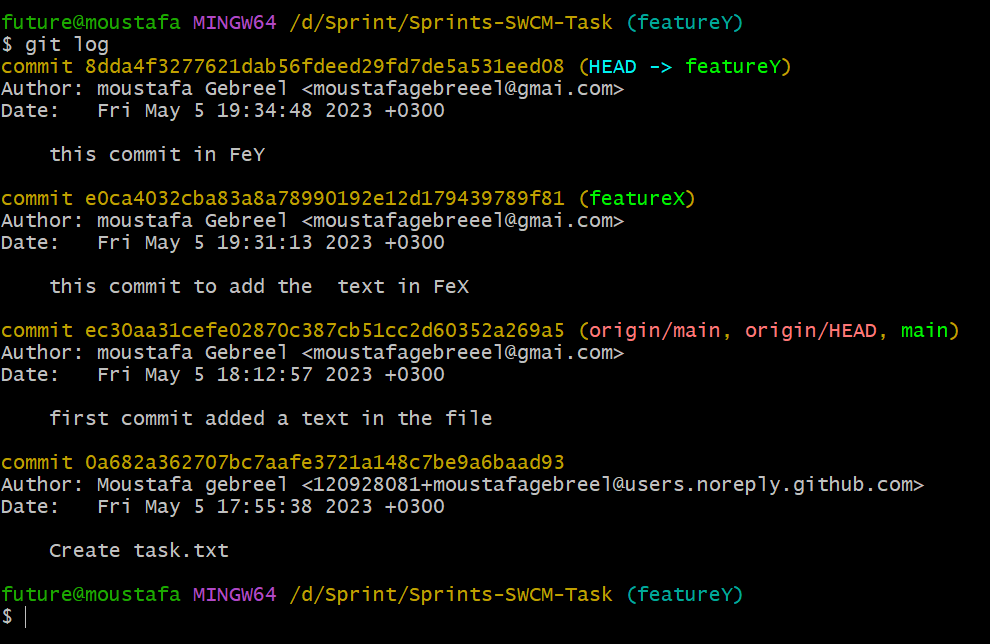 future@moustafa MINGW64 /d/Sprint/Sprints-SWCM-Task (featureY)
$ git log
commit 8dda4f3277621dab56fdeed29fd7de5a531eed08 (HEAD -> featureY)
Author: moustafa Gebreel <moustafagebreeel@gmai.com>
Date:   Fri May 5 19:34:48 2023 +0300

    this commit in FeY

commit e0ca4032cba83a8a78990192e12d179439789f81 (featureX)
Author: moustafa Gebreel <moustafagebreeel@gmai.com>
Date:   Fri May 5 19:31:13 2023 +0300

    this commit to add the  text in FeX

commit ec30aa31cefe02870c387cb51cc2d60352a269a5 (origin/main, origin/HEAD, main)
Author: moustafa Gebreel <moustafagebreeel@gmai.com>
Date:   Fri May 5 18:12:57 2023 +0300

    first commit added a text in the file

commit 0a682a362707bc7aafe3721a148c7be9a6baad93
Author: Moustafa gebreel <120928081+moustafagebreel@users.noreply.github.com>
Date:   Fri May 5 17:55:38 2023 +0300

    Create task.txt

future@moustafa MINGW64 /d/Sprint/Sprints-SWCM-Task (featureY)
$